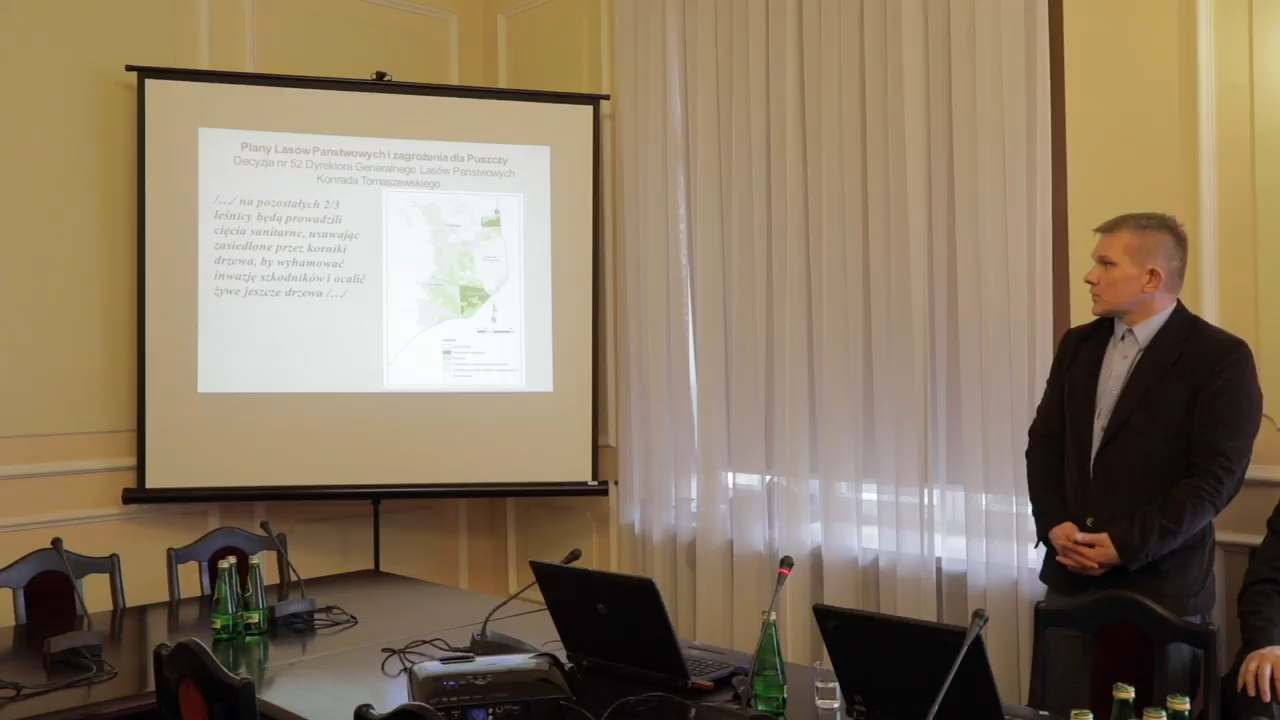 Plany Lasów Państwowych i zagrożenia dla Puszczy
Decyzja nr 52 Dyrektora Generalnego Lasów Państwowych
Konrada Tomaszewskiego
/…/ na pozostałych 2/3
leśnicy będą prowadzili
cięcia sanitarne, usuwając
zasiedlone przez korniki
drzewa, by wyhamować
inwazję szkodników i ocalić
żywe jeszcze drzewa /…/